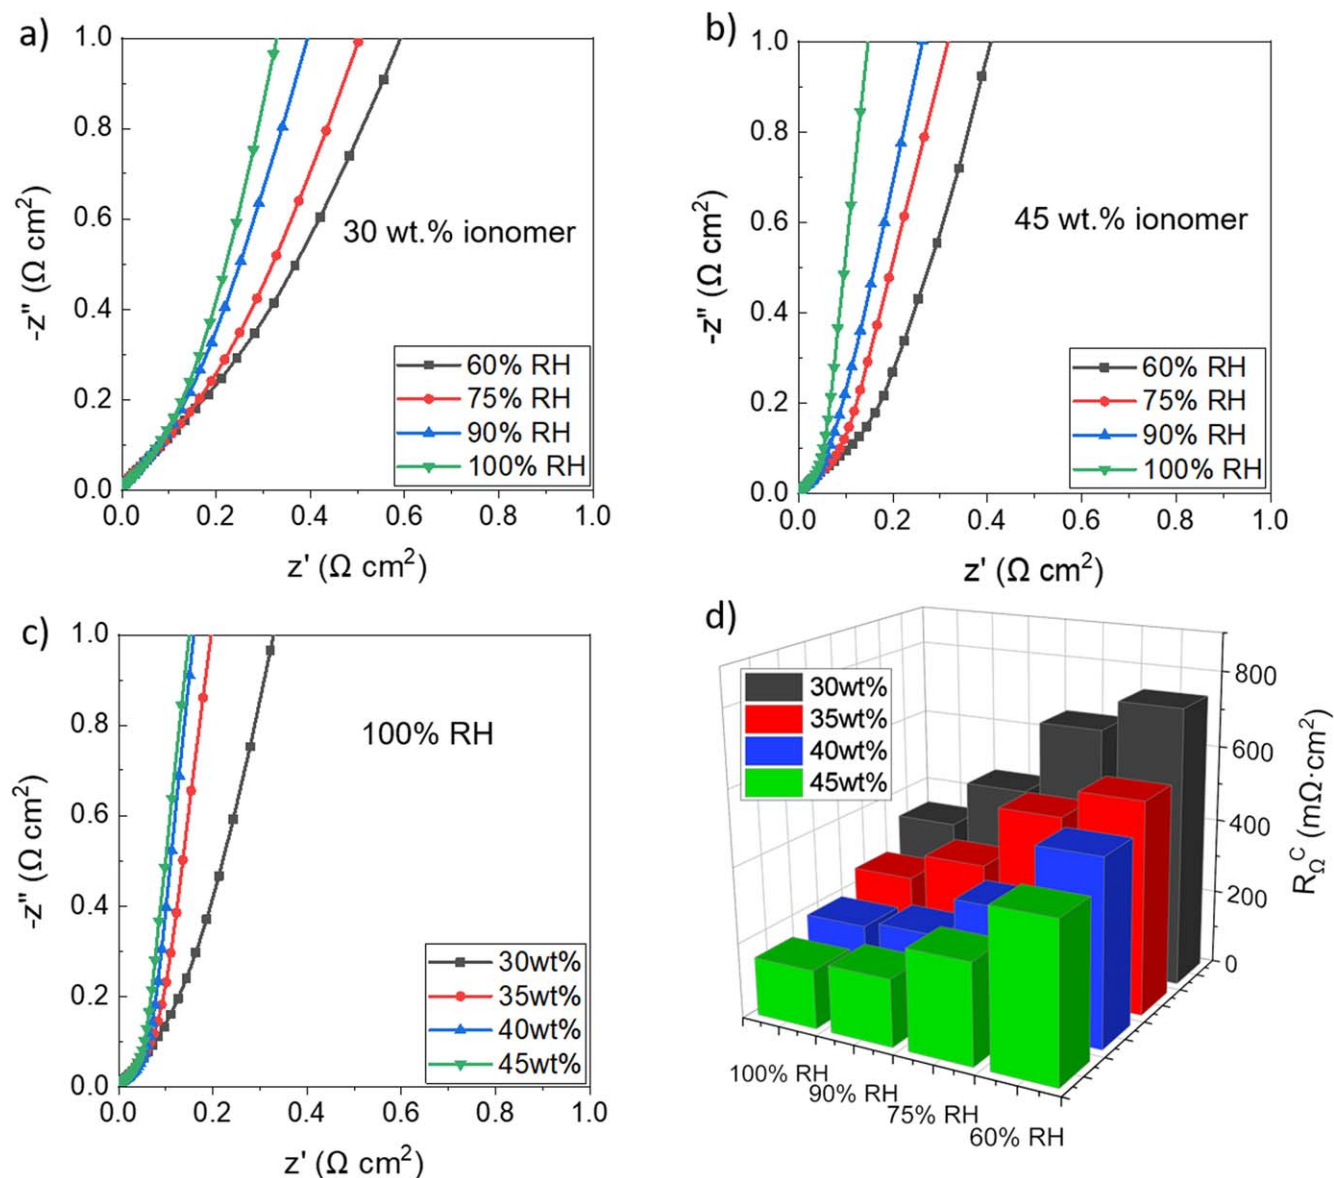 a)
1.0
0.8
0.6
0.4
0.2
0.0
-z" (Ω cm²)
30 wt.% ionomer
60% RH
75% RH
90% RH
100% RH
0.0 0.2 0.4 0.6 0.8 1.0
z' (Ω cm²)
b)
1.0
0.8
0.6
0.4
0.2
0.0
-z" (Ω cm²)
45 wt.% ionomer
60% RH
75% RH
90% RH
100% RH
0.0 0.2 0.4 0.6 0.8 1.0
z' (Ω cm²)
c)
1.0
0.8
0.6
0.4
0.2
0.0
-z" (Ω cm²)
100% RH
30wt%
35wt%
40wt%
45wt%
0.0 0.2 0.4 0.6 0.8 1.0
z' (Ω cm²)
d)
30wt%
35wt%
40wt%
45wt%
800
600
400
200
0
R_Ω^C (mΩ·cm²)
100% RH
90% RH
75% RH
60% RH